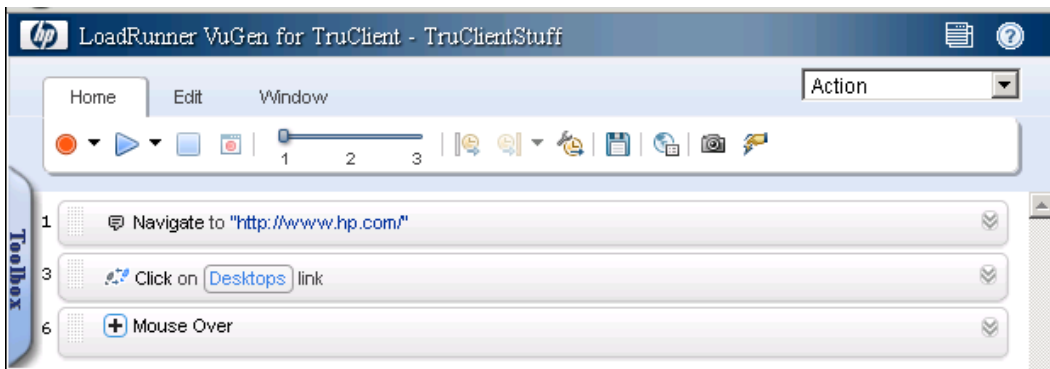 hp LoadRunner VuGen for TruClient - TruClientStuff
Home Edit Window Action
1 2 3
Toolbox
1 Navigate to "http://www.hp.com/"
3 Click on Desktops link
6 Mouse Over